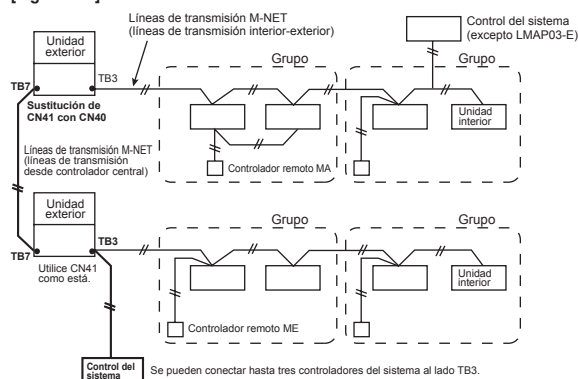 Líneas de transmisión M-NET
(líneas de transmisión interior-exterior)
Control del sistema
(excepto LMAP03-E)
Unidad
exterior
Grupo
Grupo
TB7
TB3
Sustitución de
CN41 con CN40
Unidad
interior
Líneas de transmisión M-NET
(líneas de transmisión
desde controlador central)
Controlador remoto MA
Unidad
exterior
Grupo
Grupo
TB7
TB3
Utilice CN41
como está.
Unidad
interior
Controlador remoto ME
Control del
sistema
Se pueden conectar hasta tres controladores del sistema al lado TB3.